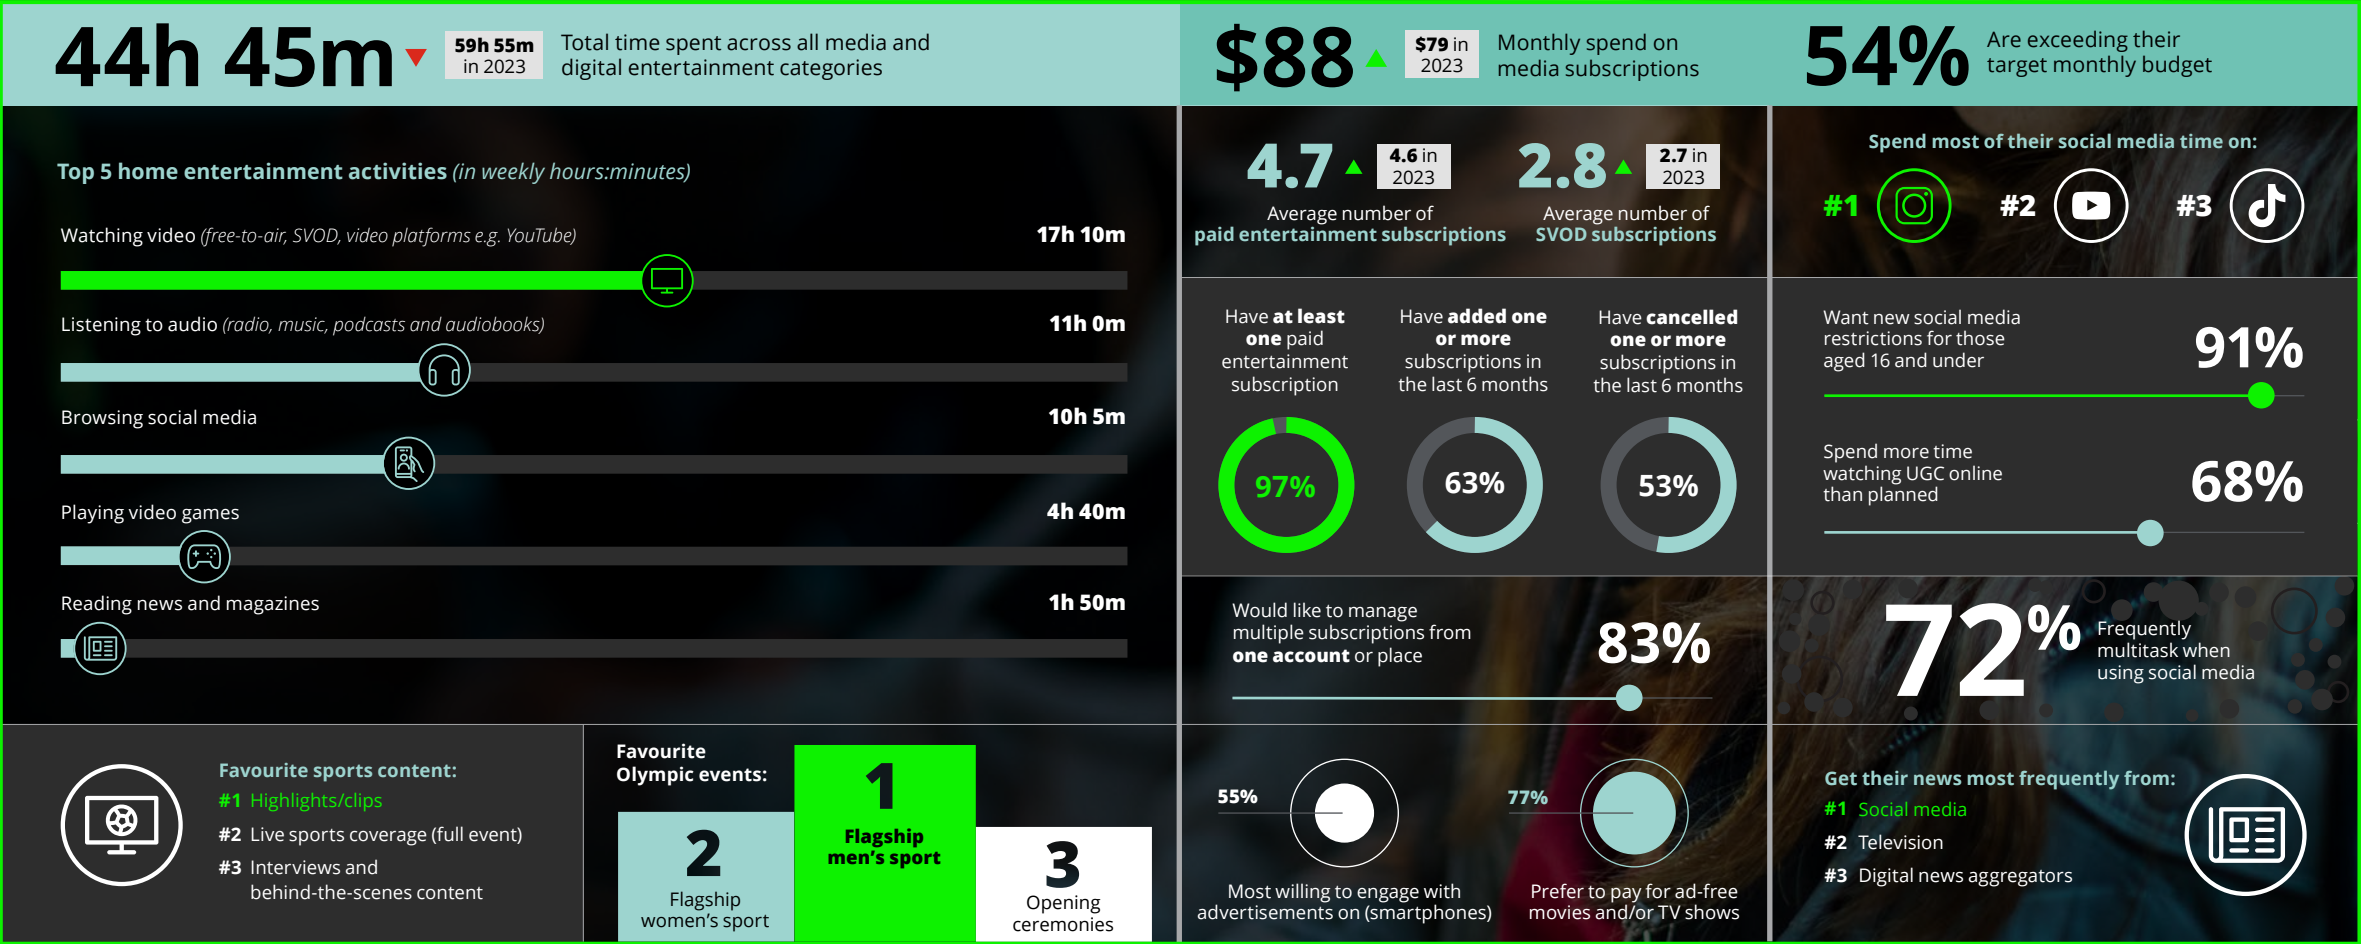 44h 45m
59h 55m
in 2023
Total time spent across all media and
digital entertainment categories
$88
$79 in
2023
Monthly spend on
media subscriptions
54%
Are exceeding their
target monthly budget
Top 5 home entertainment activities (in weekly hours:minutes)
Watching video (free-to-air, SVOD, video platforms e.g. YouTube)
17h 10m
Listening to audio (radio, music, podcasts and audiobooks)
11h 0m
Browsing social media
10h 5m
Playing video games
4h 40m
Reading news and magazines
1h 50m
Favourite sports content:
#1 Highlights/clips
#2 Live sports coverage (full event)
#3 Interviews and
behind-the-scenes content
Favourite
Olympic events:
2
Flagship
women's sport
1
Flagship
men's sport
3
Opening
ceremonies
4.7
4.6 in
2023
Average number of
paid entertainment subscriptions
2.8
2.7 in
2023
Average number of
SVOD subscriptions
Have at least
one paid
entertainment
subscription
97%
Have added one
or more
subscriptions in
the last 6 months
63%
Have cancelled
one or more
subscriptions in
the last 6 months
53%
Would like to manage
multiple subscriptions from
one account or place
83%
55%
Most willing to engage with
advertisements on (smartphones)
77%
Prefer to pay for ad-free
movies and/or TV shows
Spend most of their social media time on:
#1
#2
#3
Want new social media
restrictions for those
aged 16 and under
91%
Spend more time
watching UGC online
than planned
68%
72%
Frequently
multitask when
using social media
Get their news most frequently from:
#1 Social media
#2 Television
#3 Digital news aggregators